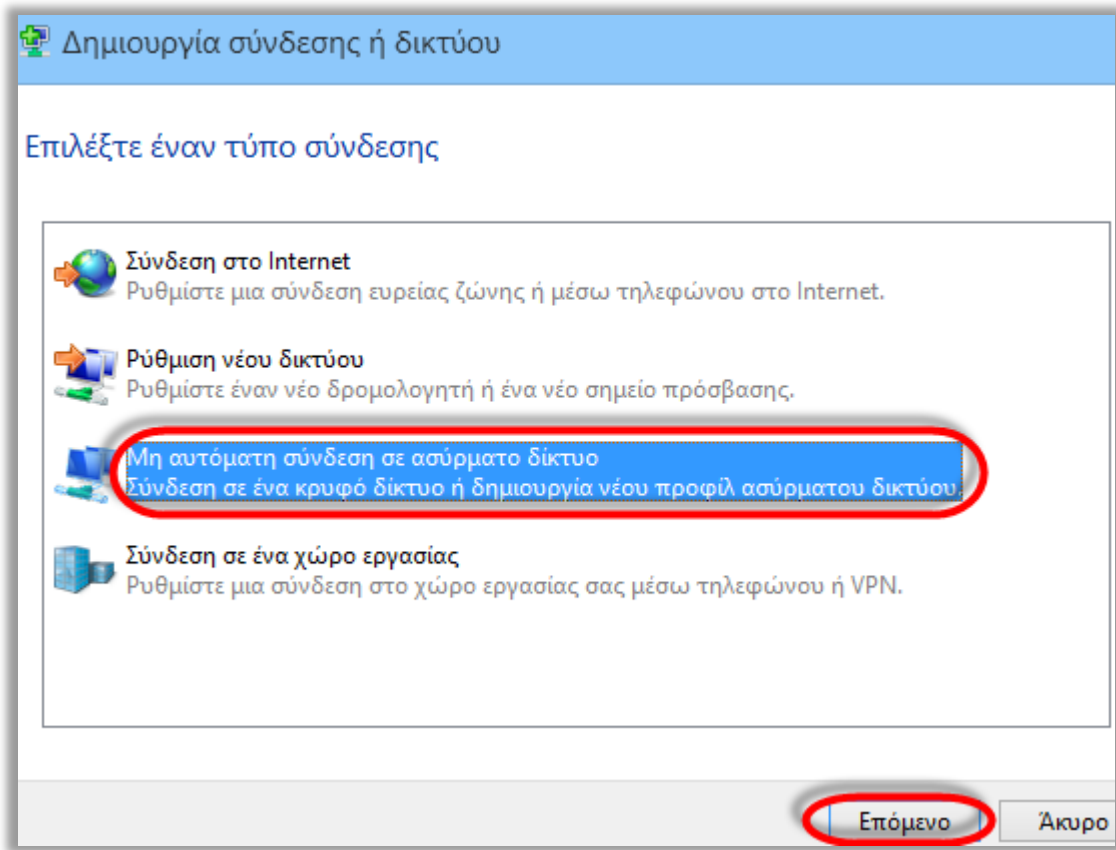 Δημιουργία σύνδεσης ή δικτύου
Επιλέξτε έναν τύπο σύνδεσης
Σύνδεση στο Internet
Ρυθμίστε μια σύνδεση ευρείας ζώνης ή μέσω τηλεφώνου στο Internet.
Ρύθμιση νέου δικτύου
Ρυθμίστε έναν νέο δρομολογητή ή ένα νέο σημείο πρόσβασης.
Μη αυτόματη σύνδεση σε ασύρματο δίκτυο
Σύνδεση σε ένα κρυφό δίκτυο ή δημιουργία νέου προφίλ ασύρματου δικτύου.
Σύνδεση σε ένα χώρο εργασίας
Ρυθμίστε μια σύνδεση στο χώρο εργασίας σας μέσω τηλεφώνου ή VPN.
Επόμενο
Άκυρο